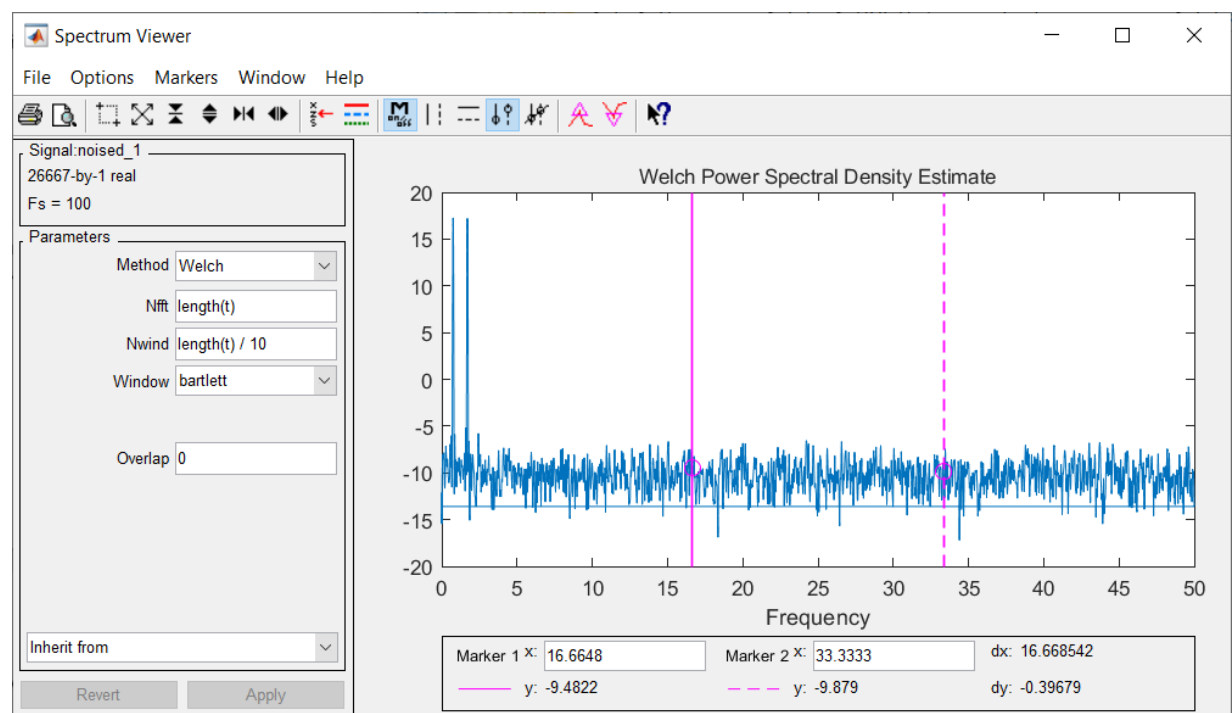 Spectrum Viewer
File Options Markers Window Help
Signal:noised_1
26667-by-1 real
Fs = 100
Parameters
Method Welch
Nfft length(t)
Nwind length(t) / 10
Window bartlett
Overlap 0
Inherit from
Revert Apply
Welch Power Spectral Density Estimate
20
15
10
5
0
-5
-10
-15
-20
0 5 10 15 20 25 30 35 40 45 50
Frequency
Marker 1 x: 16.6648 Marker 2 x: 33.3333 dx: 16.668542
y: -9.4822 y: -9.879 dy: -0.39679